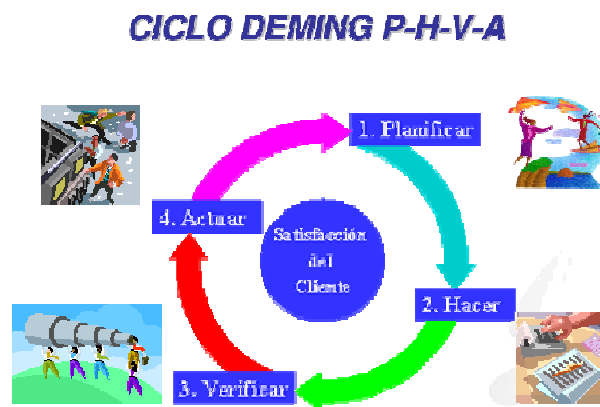 CICLO DEMING P-H-V-A
1. Planificar
4. Actuar
Satisfacción
del
Cliente
2. Hacer
3. Verificar